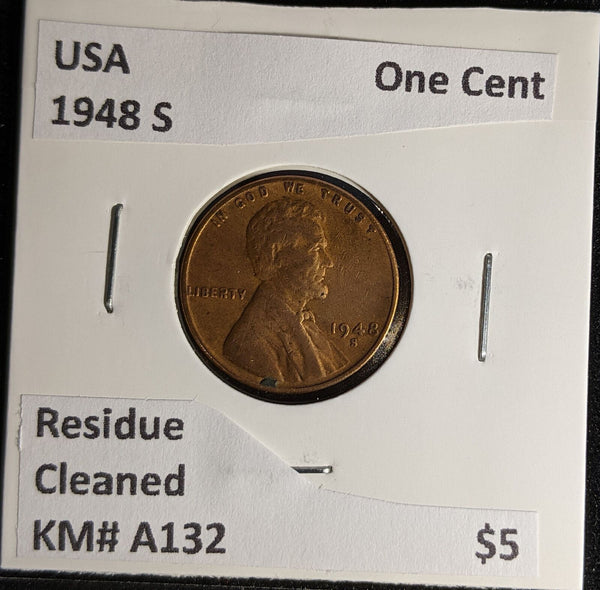 USA
One Cent
1948 S
IN GOD WE TRUST
LIBERTY
1948
S
Residue
Cleaned
KM# A132
$5